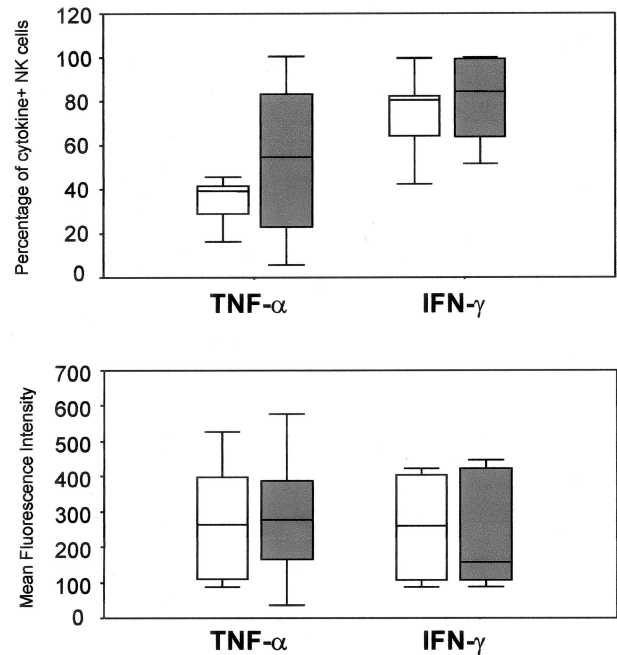 Percentage of cytokine+ NK cells
120
100
80
60
40
20
0
TNF-α
IFN-γ
Mean Fluorescence Intensity
700
600
500
400
300
200
100
0
TNF-α
IFN-γ